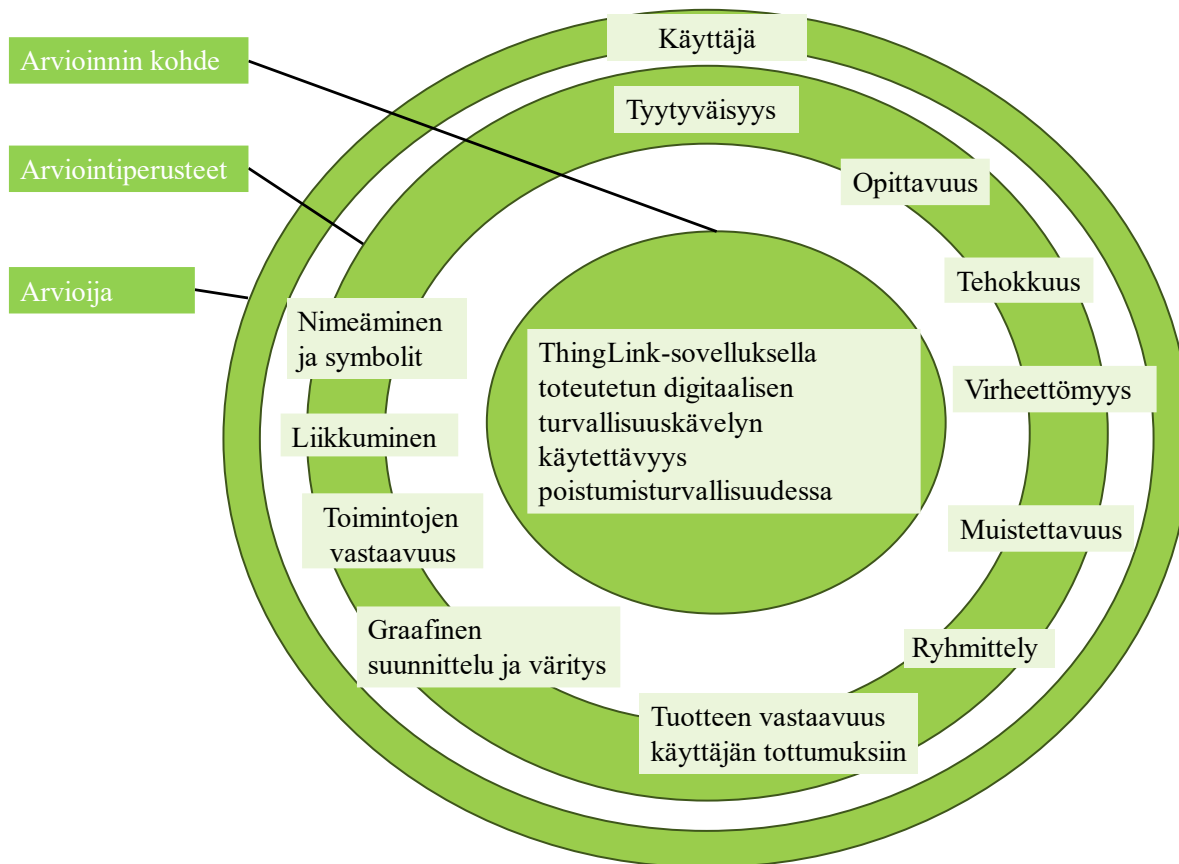 Käyttäjä
Arvioinnin kohde
Tyytyväisyys
Arviointiperusteet
Opittavuus
Tehokkuus
Arvioija
Nimeäminen
ja symbolit
ThingLink-sovelluksella
toteutetun digitaalisen
turvallisuuskävelyn
käytettävyys
poistumisturvallisuudessa
Virheettömyys
Liikkuminen
Toimintojen
vastaavuus
Muistettavuus
Graafinen
suunnittelu ja väritys
Ryhmittely
Tuotteen vastaavuus
käyttäjän tottumuksiin